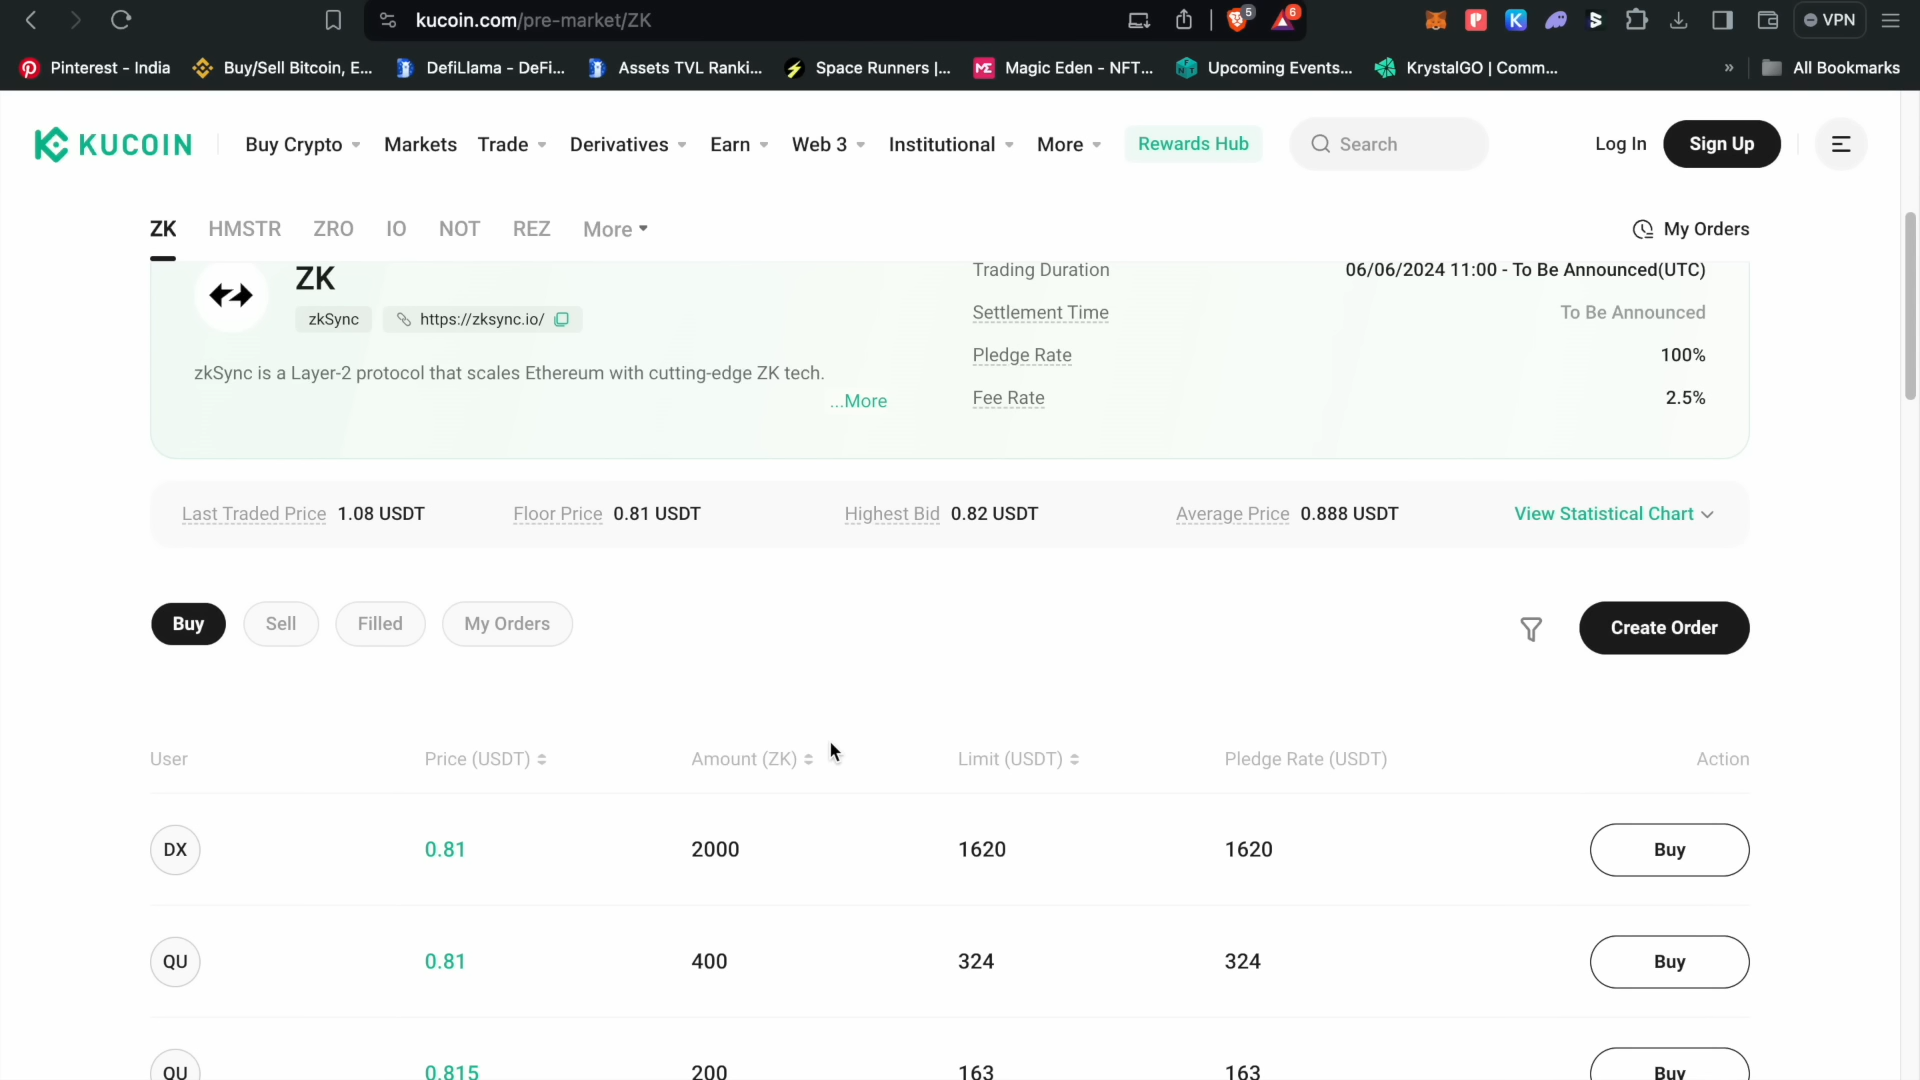 kucoin.com/pre-market/ZK
5
6
VPN
Pinterest - India
Buy/Sell Bitcoin, E...
DefiLlama - DeFi...
Assets TVL Ranki...
Space Runners |...
Magic Eden - NFT...
Upcoming Events...
KrystalGO | Comm...
»
All Bookmarks
KUCOIN
Buy Crypto
Markets
Trade
Derivatives
Earn
Web 3
Institutional
More
Rewards Hub
Search
Log In
Sign Up
ZK
HMSTR
ZRO
IO
NOT
REZ
More
My Orders
ZK
zkSync
https://zksync.io/
zkSync is a Layer-2 protocol that scales Ethereum with cutting-edge ZK tech.
...More
Trading Duration 06/06/2024 11:00 - To Be Announced(UTC)
Settlement Time To Be Announced
Pledge Rate 100%
Fee Rate 2.5%
Last Traded Price 1.08 USDT
Floor Price 0.81 USDT
Highest Bid 0.82 USDT
Average Price 0.888 USDT
View Statistical Chart
Buy
Sell
Filled
My Orders
Create Order
User Price (USDT) Amount (ZK) Limit (USDT) Pledge Rate (USDT) Action
DX 0.81 2000 1620 1620 Buy
QU 0.81 400 324 324 Buy
QU 0.815 200 163 163 Buy